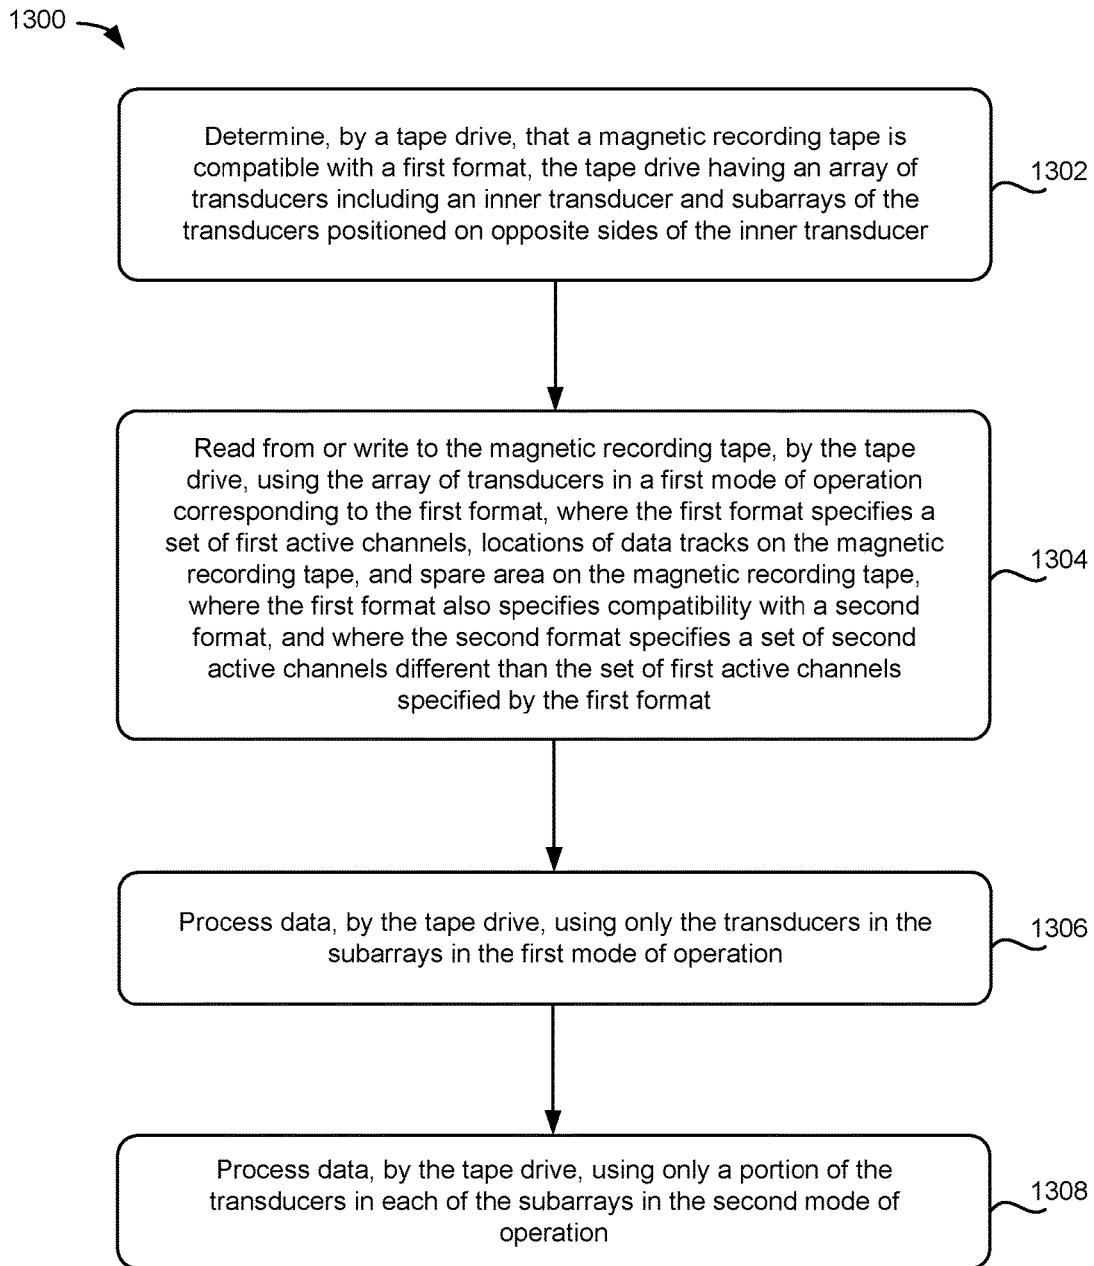 1300
Determine, by a tape drive, that a magnetic recording tape is
compatible with a first format, the tape drive having an array of
transducers including an inner transducer and subarrays of the
transducers positioned on opposite sides of the inner transducer
1302
Read from or write to the magnetic recording tape, by the tape
drive, using the array of transducers in a first mode of operation
corresponding to the first format, where the first format specifies a
set of first active channels, locations of data tracks on the magnetic
recording tape, and spare area on the magnetic recording tape,
where the first format also specifies compatibility with a second
format, and where the second format specifies a set of second
active channels different than the set of first active channels
specified by the first format
1304
Process data, by the tape drive, using only the transducers in the
subarrays in the first mode of operation
1306
Process data, by the tape drive, using only a portion of the
transducers in each of the subarrays in the second mode of
operation
1308